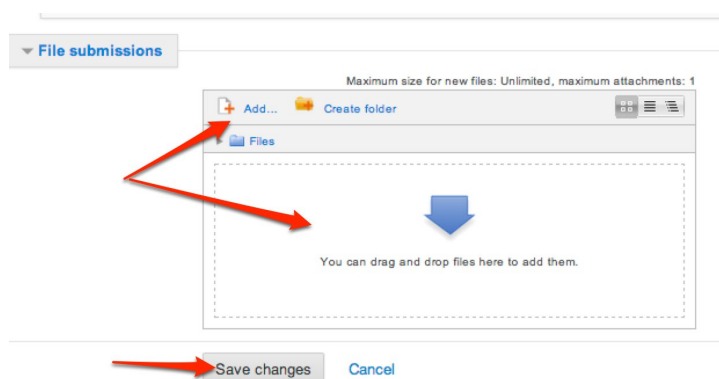 File submissions
Maximum size for new files: Unlimited, maximum attachments: 1
Add... Create folder
Files
You can drag and drop files here to add them.
Save changes Cancel